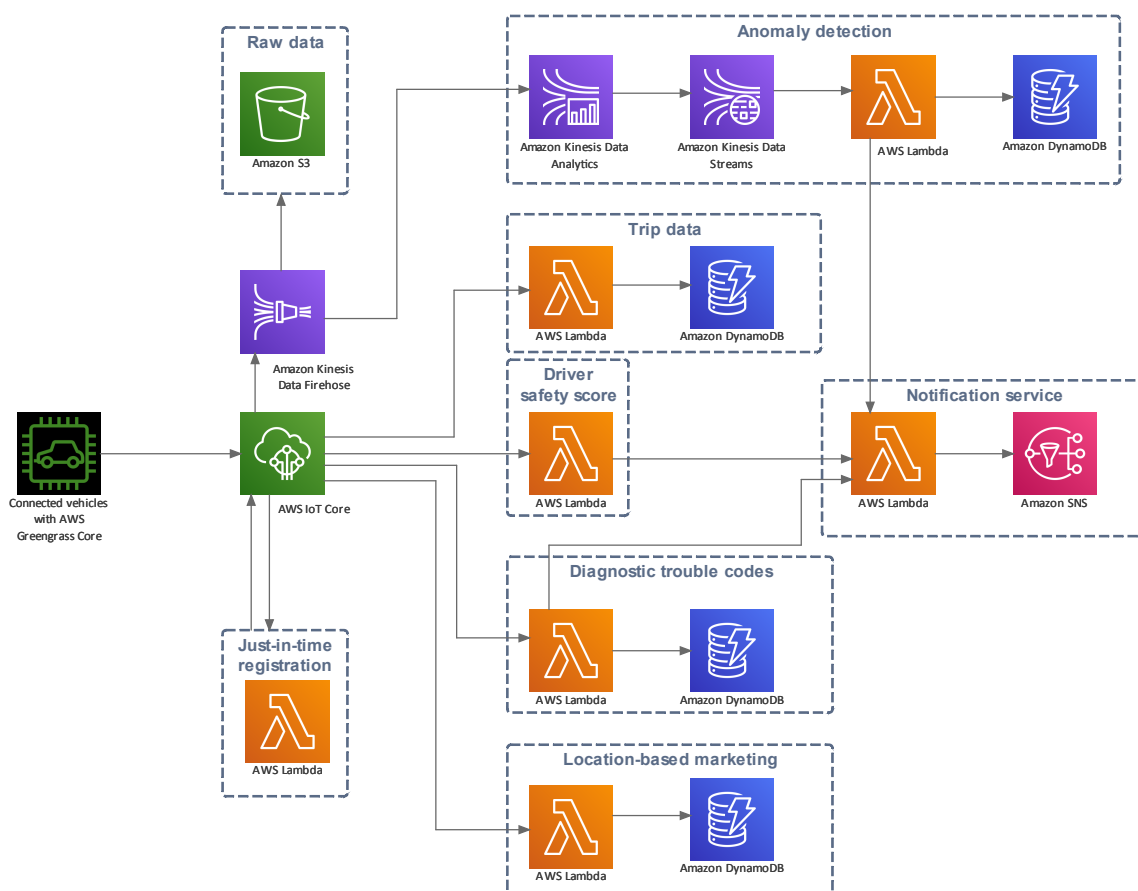 Raw data
Amazon S3
Anomaly detection
Amazon Kinesis Data
Analytics
Amazon Kinesis Data
Streams
AWS Lambda
Amazon DynamoDB
Trip data
AWS Lambda
Amazon DynamoDB
Amazon Kinesis
Data Firehose
Driver
safety score
AWS Lambda
Notification service
AWS Lambda
Amazon SNS
Connected vehicles
with AWS
Greengrass Core
AWS IoT Core
Diagnostic trouble codes
AWS Lambda
Amazon DynamoDB
Just-in-time
registration
AWS Lambda
Location-based marketing
AWS Lambda
Amazon DynamoDB